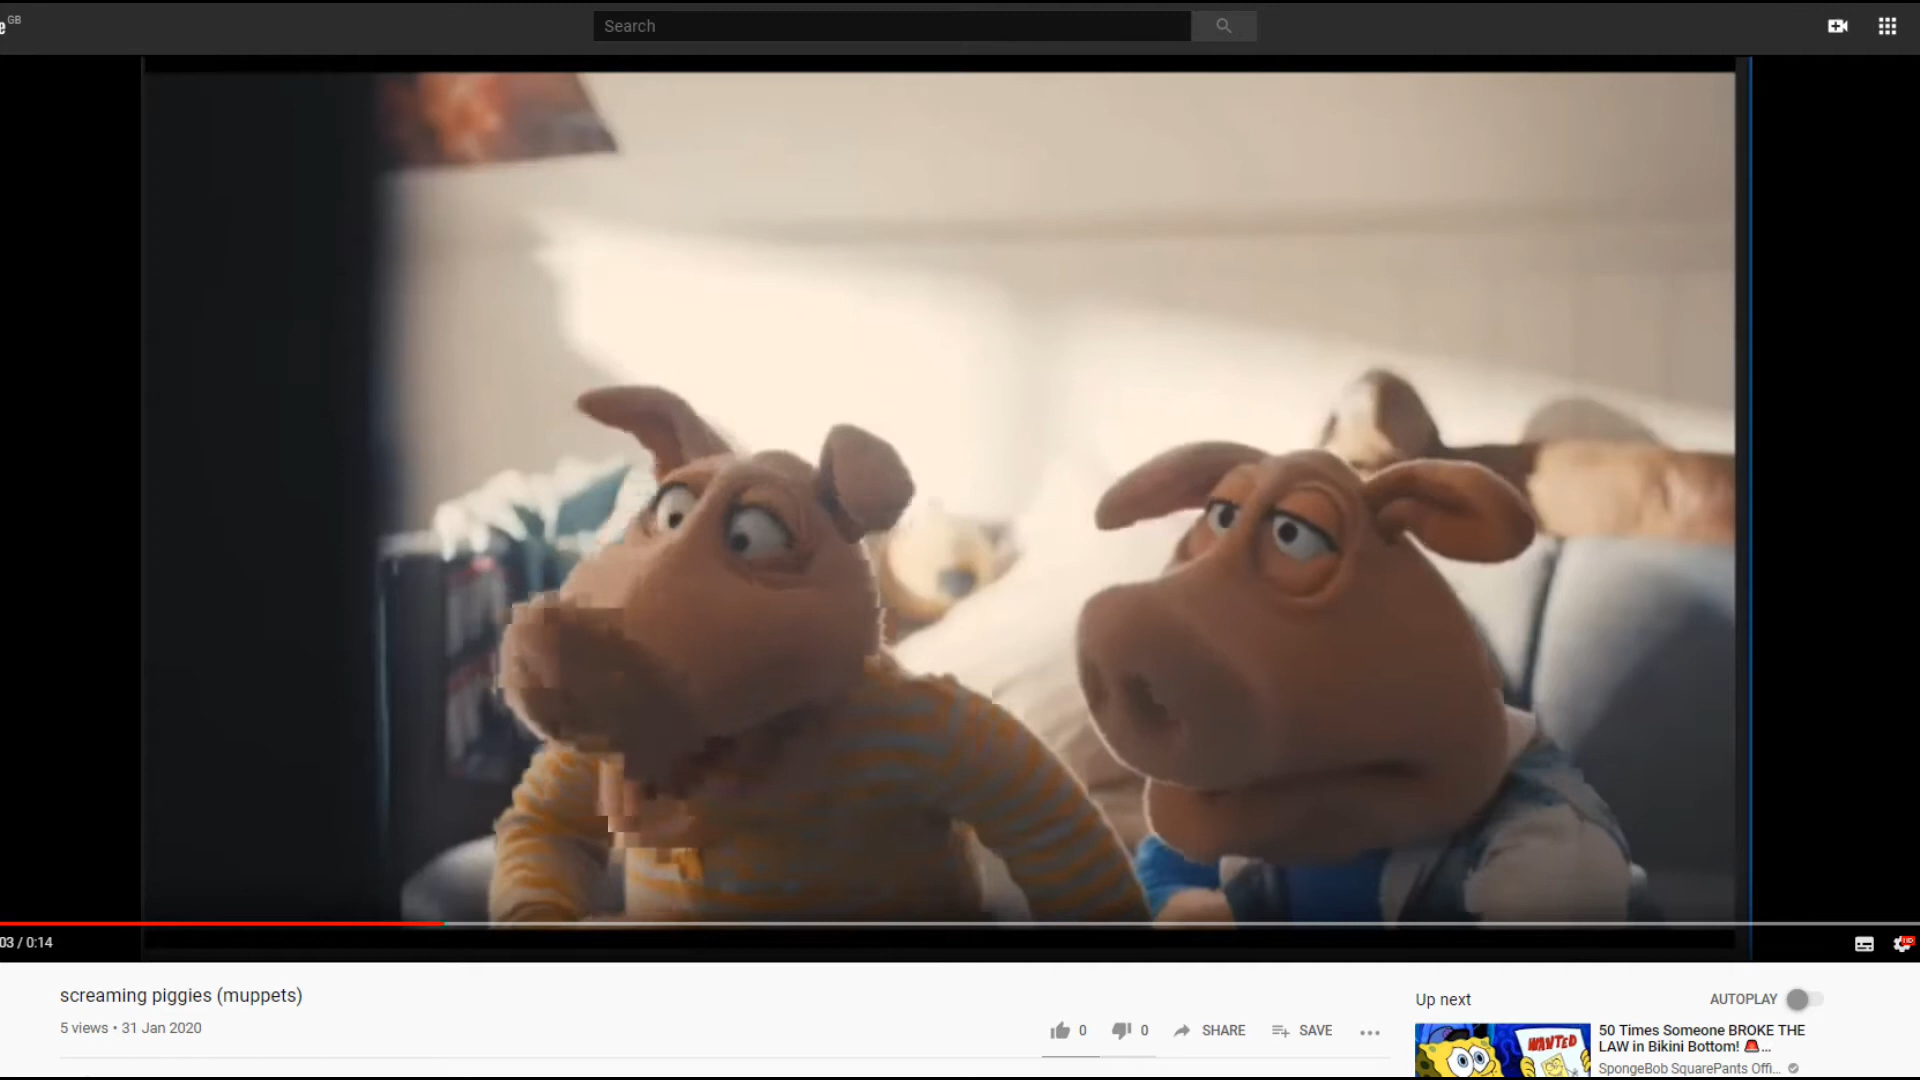 e GB
Search
03 / 0:14
HD
screaming piggies (muppets)
5 views • 31 Jan 2020
0
0
SHARE
SAVE
Up next
AUTOPLAY
WANTED
50 Times Someone BROKE THE
LAW in Bikini Bottom! 🚨...
SpongeBob SquarePants Offi...